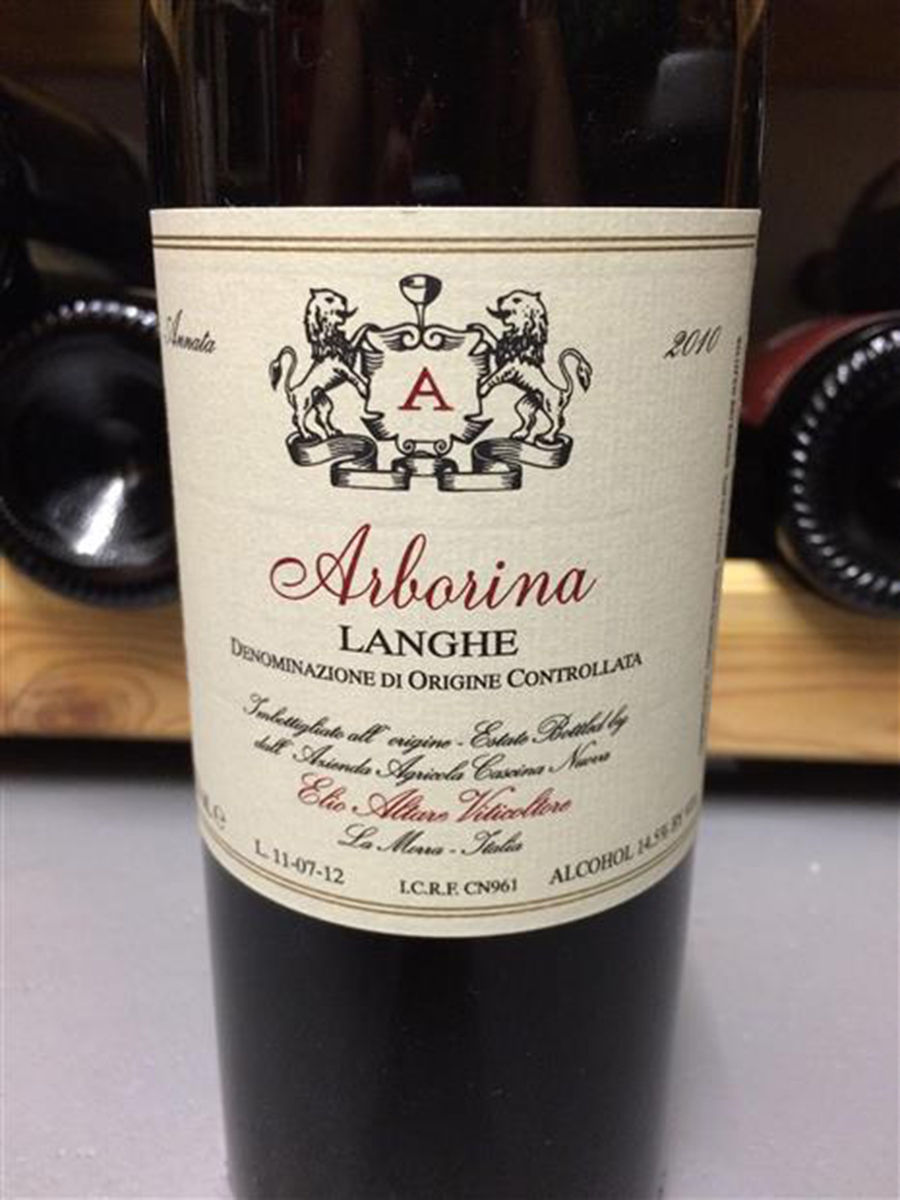 Annata
2010
A
Arborina
LANGHE
DENOMINAZIONE DI ORIGINE CONTROLLATA
Imbottigliato all' origine - Estate Bottled by
dall' Azienda Agricola Cascina Nuova
Elio Altare Viticoltore
La Morra - Italia
L. 11-07-12
I.C.R.F. CN961
ALCOHOL 14.5% BY